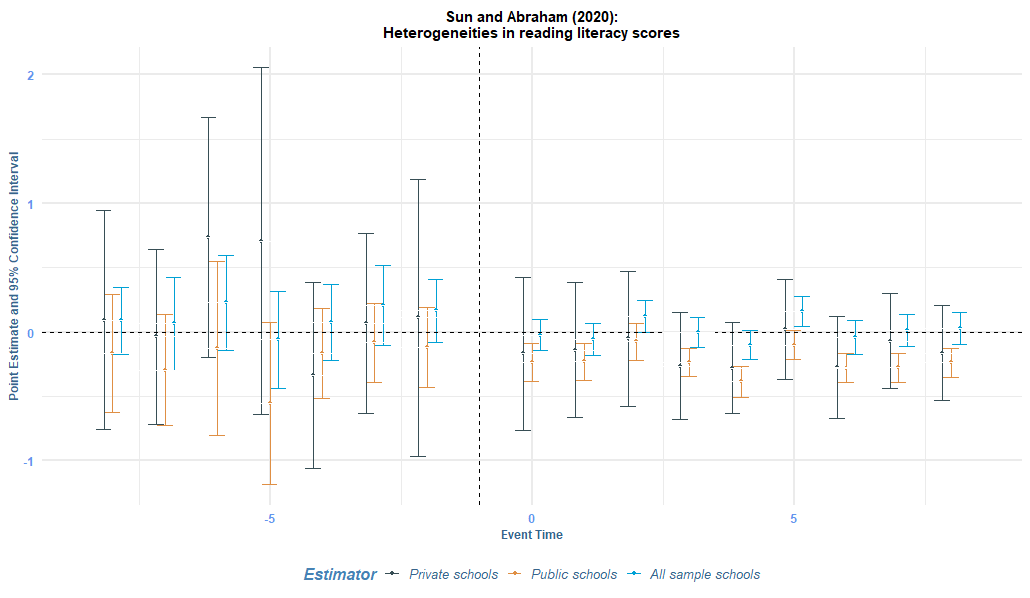 Sun and Abraham (2020):
Heterogeneities in reading literacy scores
Point Estimate and 95% Confidence Interval
2
1
0
-1
-5
0
5
Event Time
Estimator Private schools Public schools All sample schools